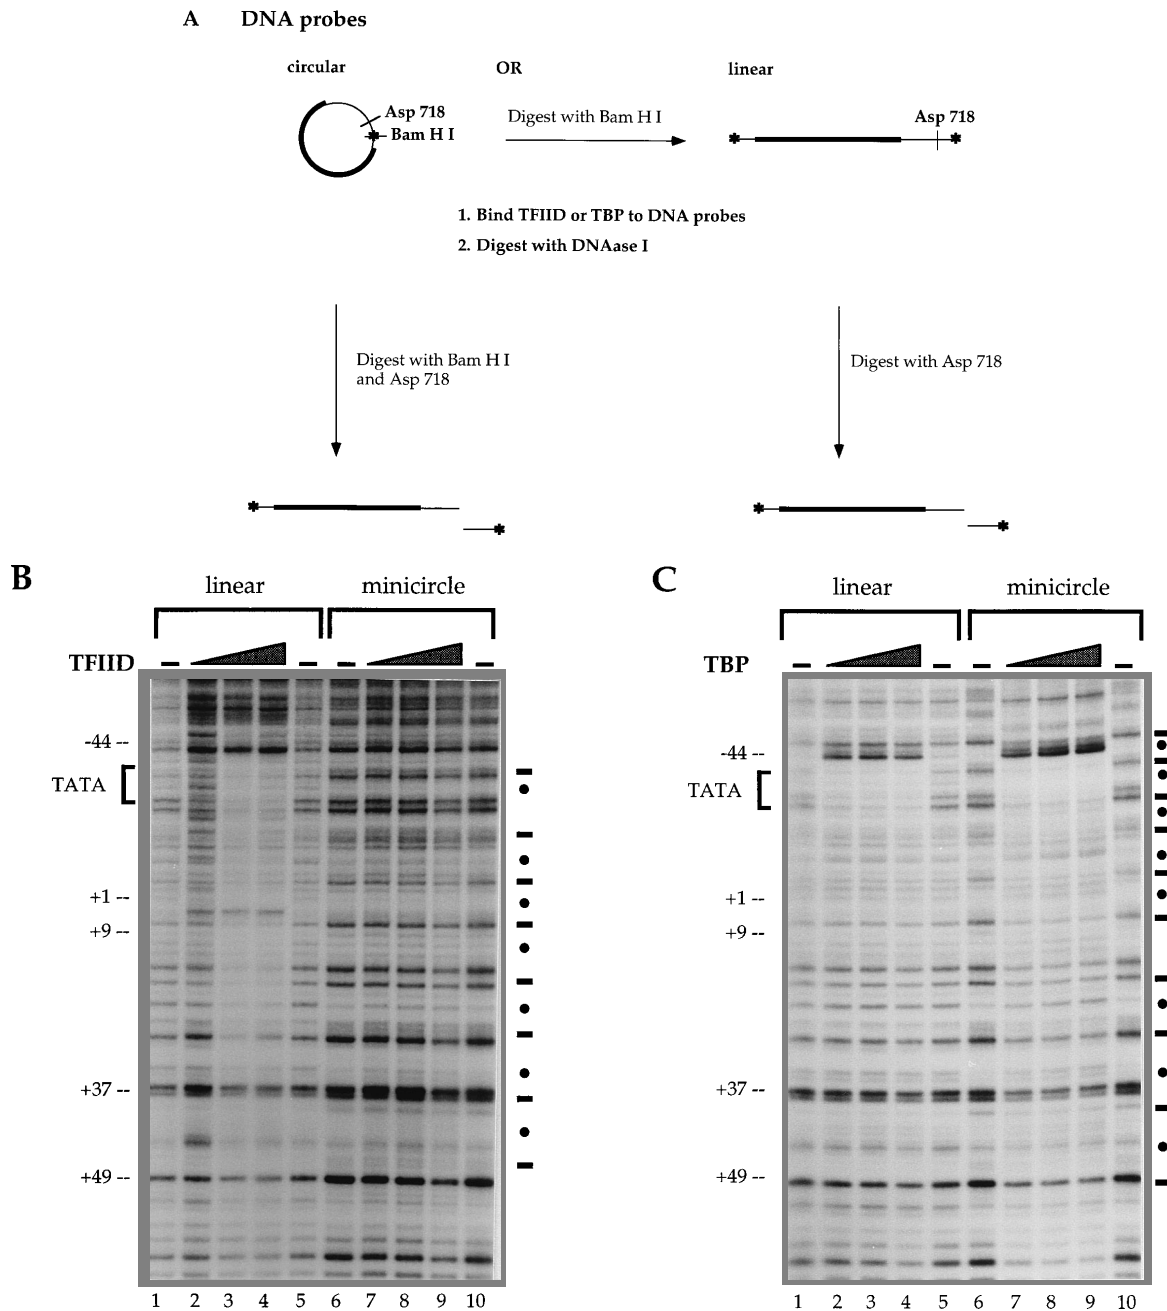 A DNA probes
circular OR linear
Asp 718
Bam H I
Digest with Bam H I
Asp 718
1. Bind TFIID or TBP to DNA probes
2. Digest with DNAase I
Digest with Bam H I
and Asp 718
Digest with Asp 718
B
linear minicircle
TFIID
-44 --
TATA
+1 --
+9 --
+37 --
+49 --
1 2 3 4 5 6 7 8 9 10
C
linear minicircle
TBP
-44 --
TATA
+1 --
+9 --
+37 --
+49 --
1 2 3 4 5 6 7 8 9 10